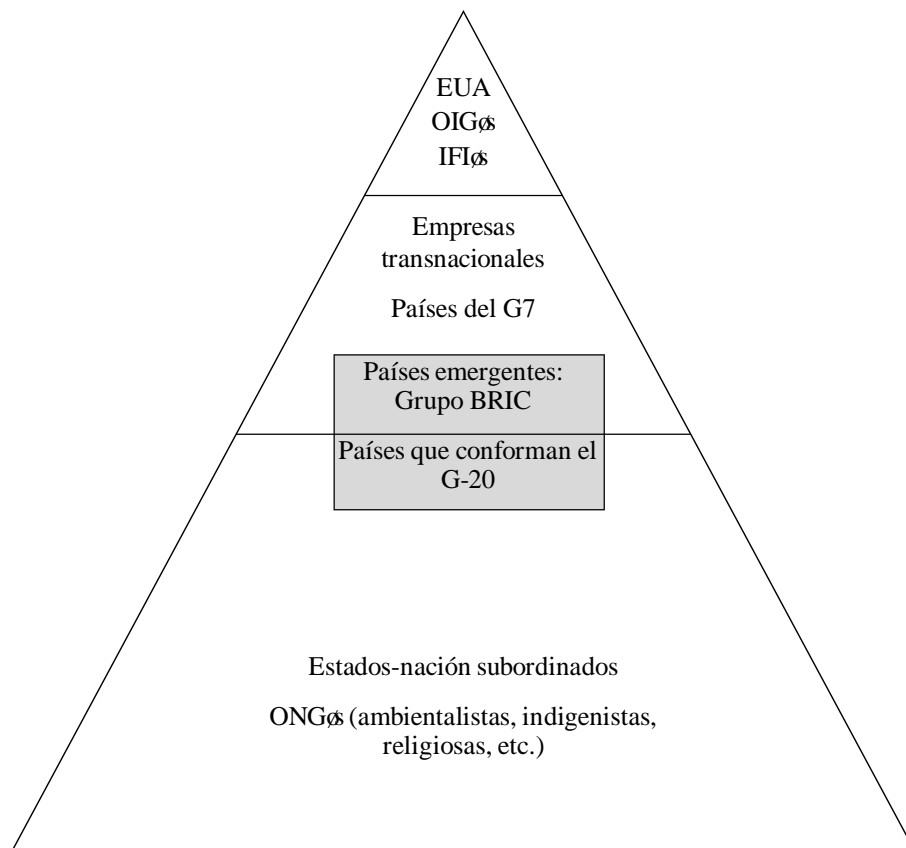 EUA
OIGøs
IFIøs
Empresas
transnacionales
Países del G7
Países emergentes:
Grupo BRIC
Países que conforman el
G-20
Estados-nación subordinados
ONGøs (ambientalistas, indigenistas,
religiosas, etc.)